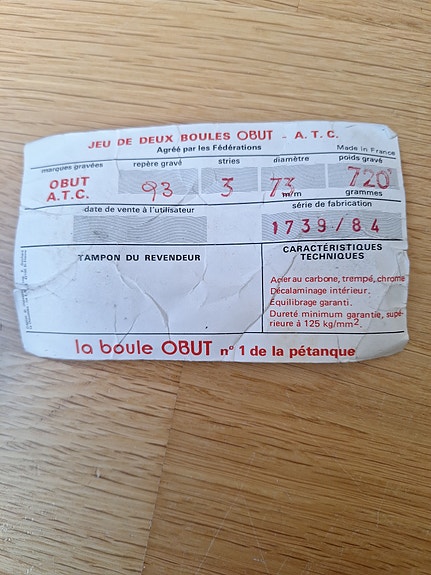 JEU DE DEUX BOULES OBUT - A. T. C.
Agréé par les Fédérations
Made in France
marques gravées repère gravé stries diamètre poids gravé
OBUT A.T.C. 93 3 73 m/m 720 grammes
date de vente à l'utilisateur série de fabrication
1739/84
TAMPON DU REVENDEUR
CARACTÉRISTIQUES
TECHNIQUES
Acier au carbone, trempé, chromé
Décalaminage intérieur.
Équilibrage garanti.
Dureté minimum garantie, supé-
rieure à 125 kg/mm2.
la boule OBUT n° 1 de la pétanque